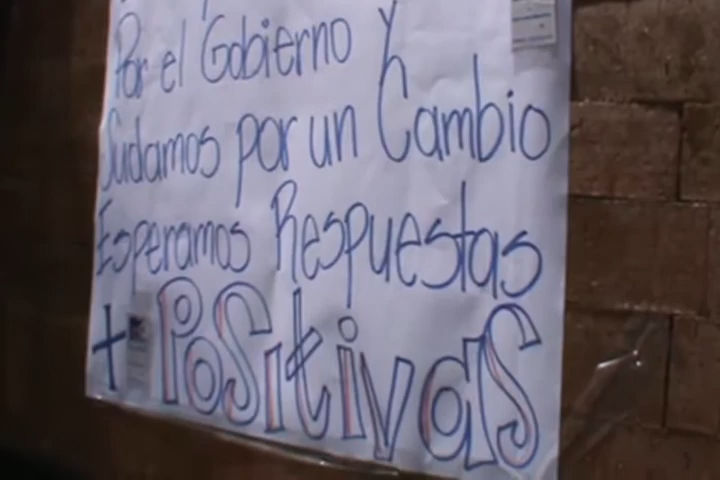 Por el Gobierno y
Sudamos por un Cambio
Esperamos Respuestas
+ Positivas